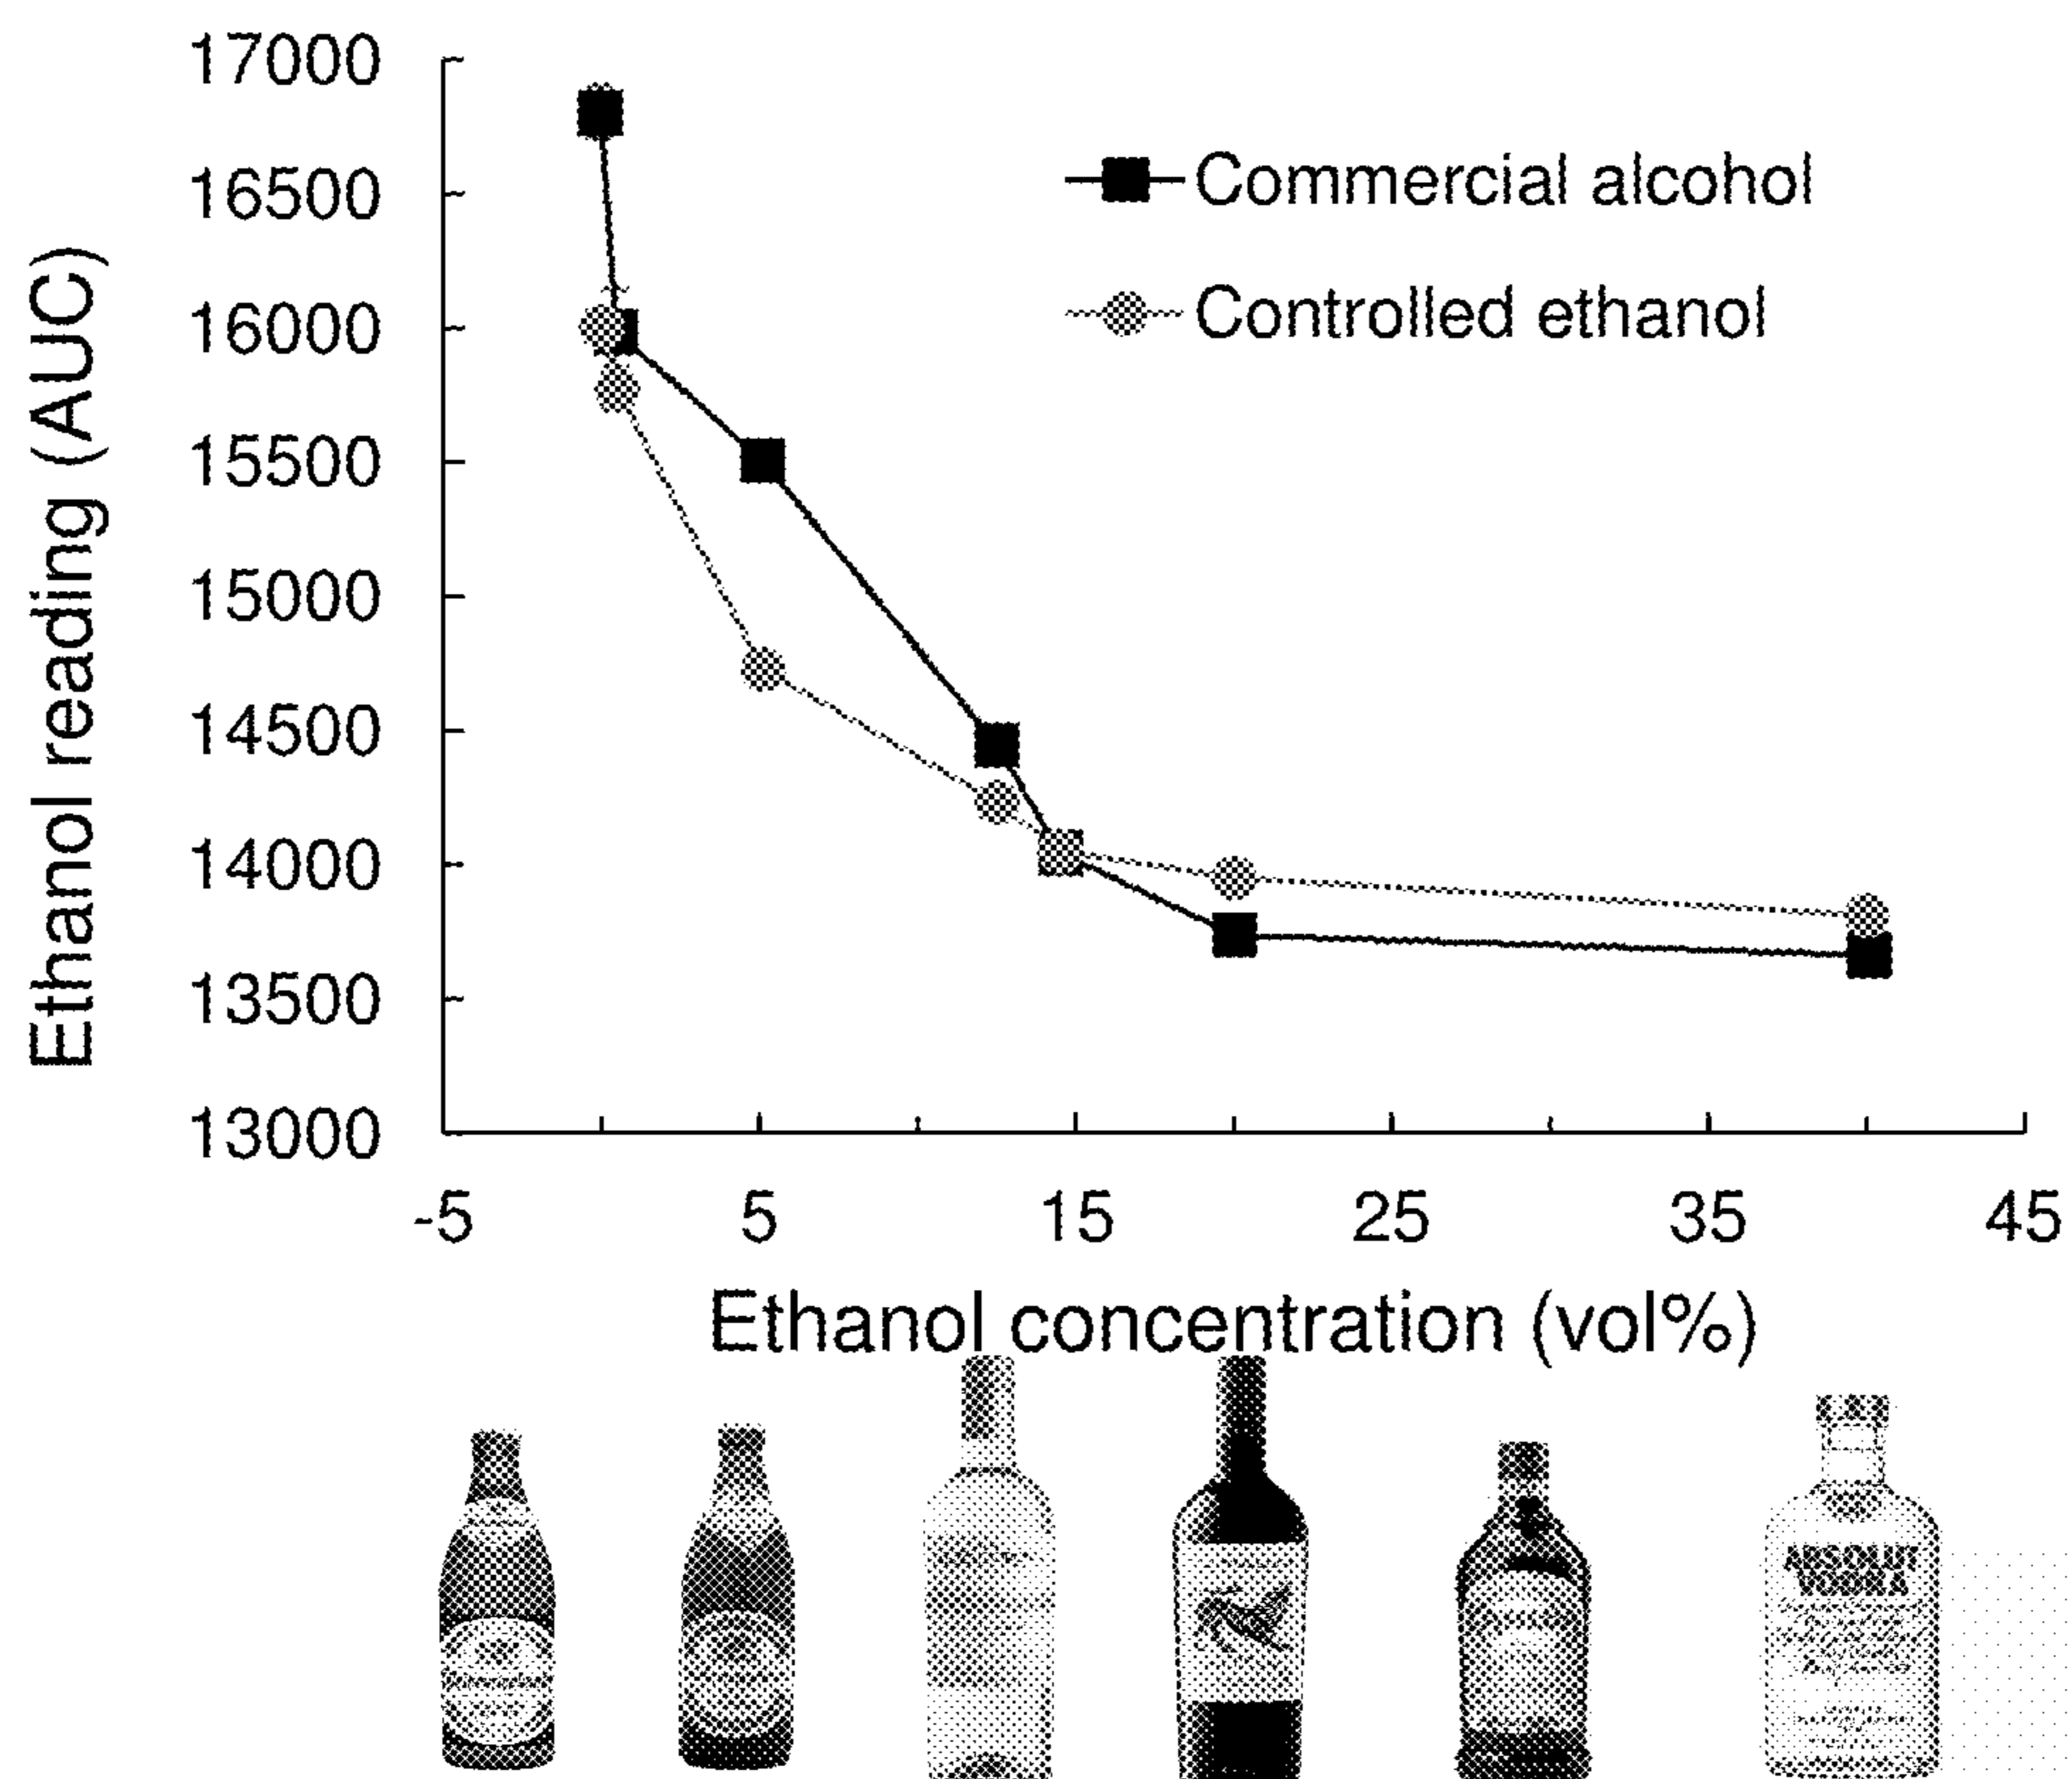 17000
16500
16000
15500
15000
14500
14000
13500
13000
Ethanol reading (AUC)
Commercial alcohol
Controlled ethanol
-5 5 15 25 35 45
Ethanol concentration (vol%)
ABSOLUT
VODKA